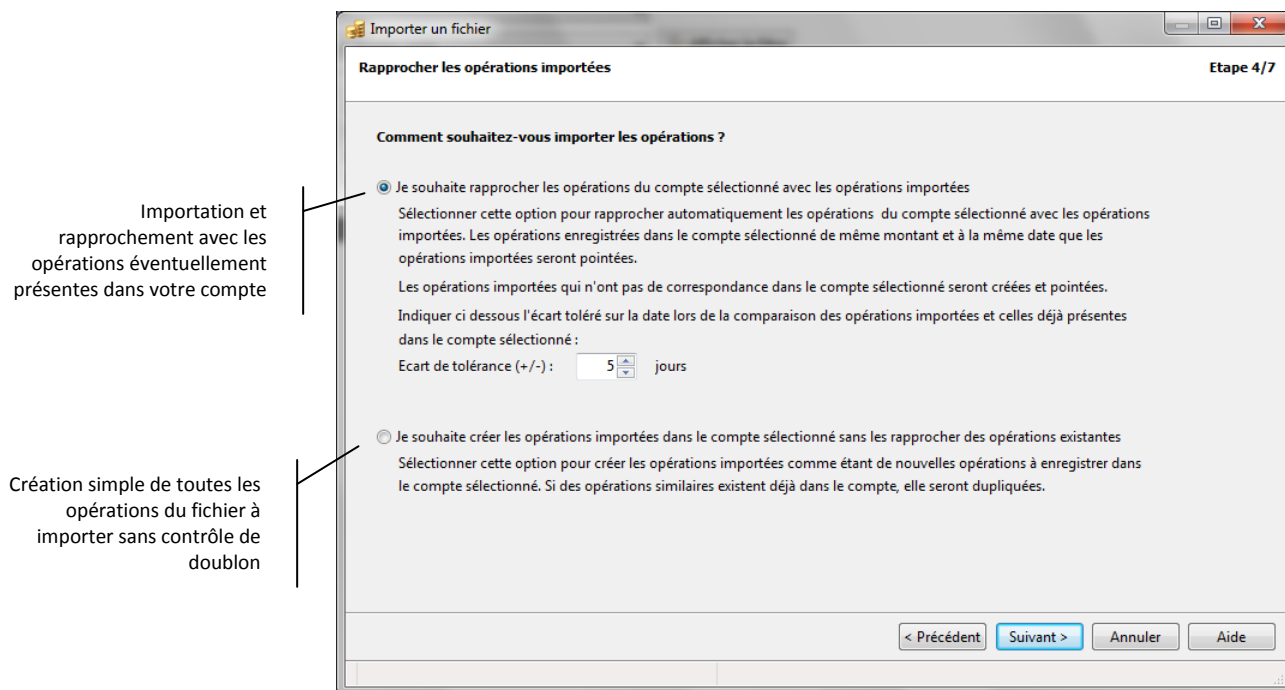 Importer un fichier
Rapprocher les opérations importées
Etape 4/7
Comment souhaitez-vous importer les opérations ?
Je souhaite rapprocher les opérations du compte sélectionné avec les opérations importées
Sélectionner cette option pour rapprocher automatiquement les opérations du compte sélectionné avec les opérations
importées. Les opérations enregistrées dans le compte sélectionné de même montant et à la même date que les
opérations importées seront pointées.
Les opérations importées qui n'ont pas de correspondance dans le compte sélectionné seront créées et pointées.
Indiquer ci dessous l'écart toléré sur la date lors de la comparaison des opérations importées et celles déjà présentes
dans le compte sélectionné :
Ecart de tolérance (+/-) : 5 jours
Je souhaite créer les opérations importées dans le compte sélectionné sans les rapprocher des opérations existantes
Sélectionner cette option pour créer les opérations importées comme étant de nouvelles opérations à enregistrer dans
le compte sélectionné. Si des opérations similaires existent déjà dans le compte, elle seront dupliquées.
< Précédent
Suivant >
Annuler
Aide
Importation et
rapprochement avec les
opérations éventuellement
présentes dans votre compte
Création simple de toutes les
opérations du fichier à
importer sans contrôle de
doublon